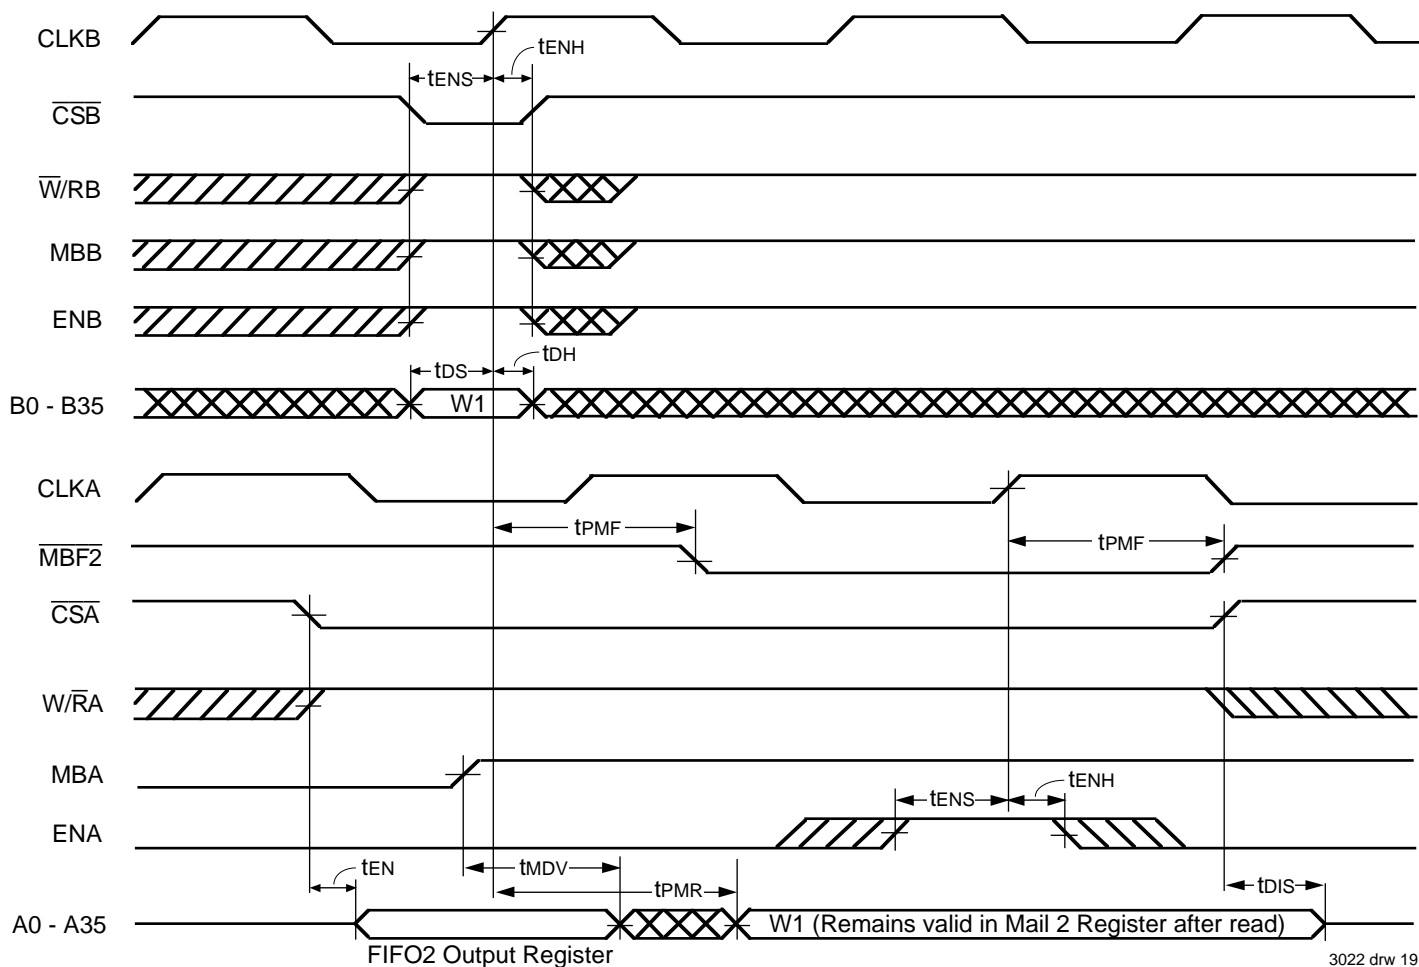 CLKB
tENH
tENS
CSB
W/RB
MBB
ENB
tDH
tDS
B0 - B35
W1
CLKA
tPMF
tPMF
MBF2
CSA
W/RA
MBA
tENH
tENS
ENA
tEN
tMDV
tPMR
tDIS
A0 - A35
W1 (Remains valid in Mail 2 Register after read)
FIFO2 Output Register
3022 drw 19